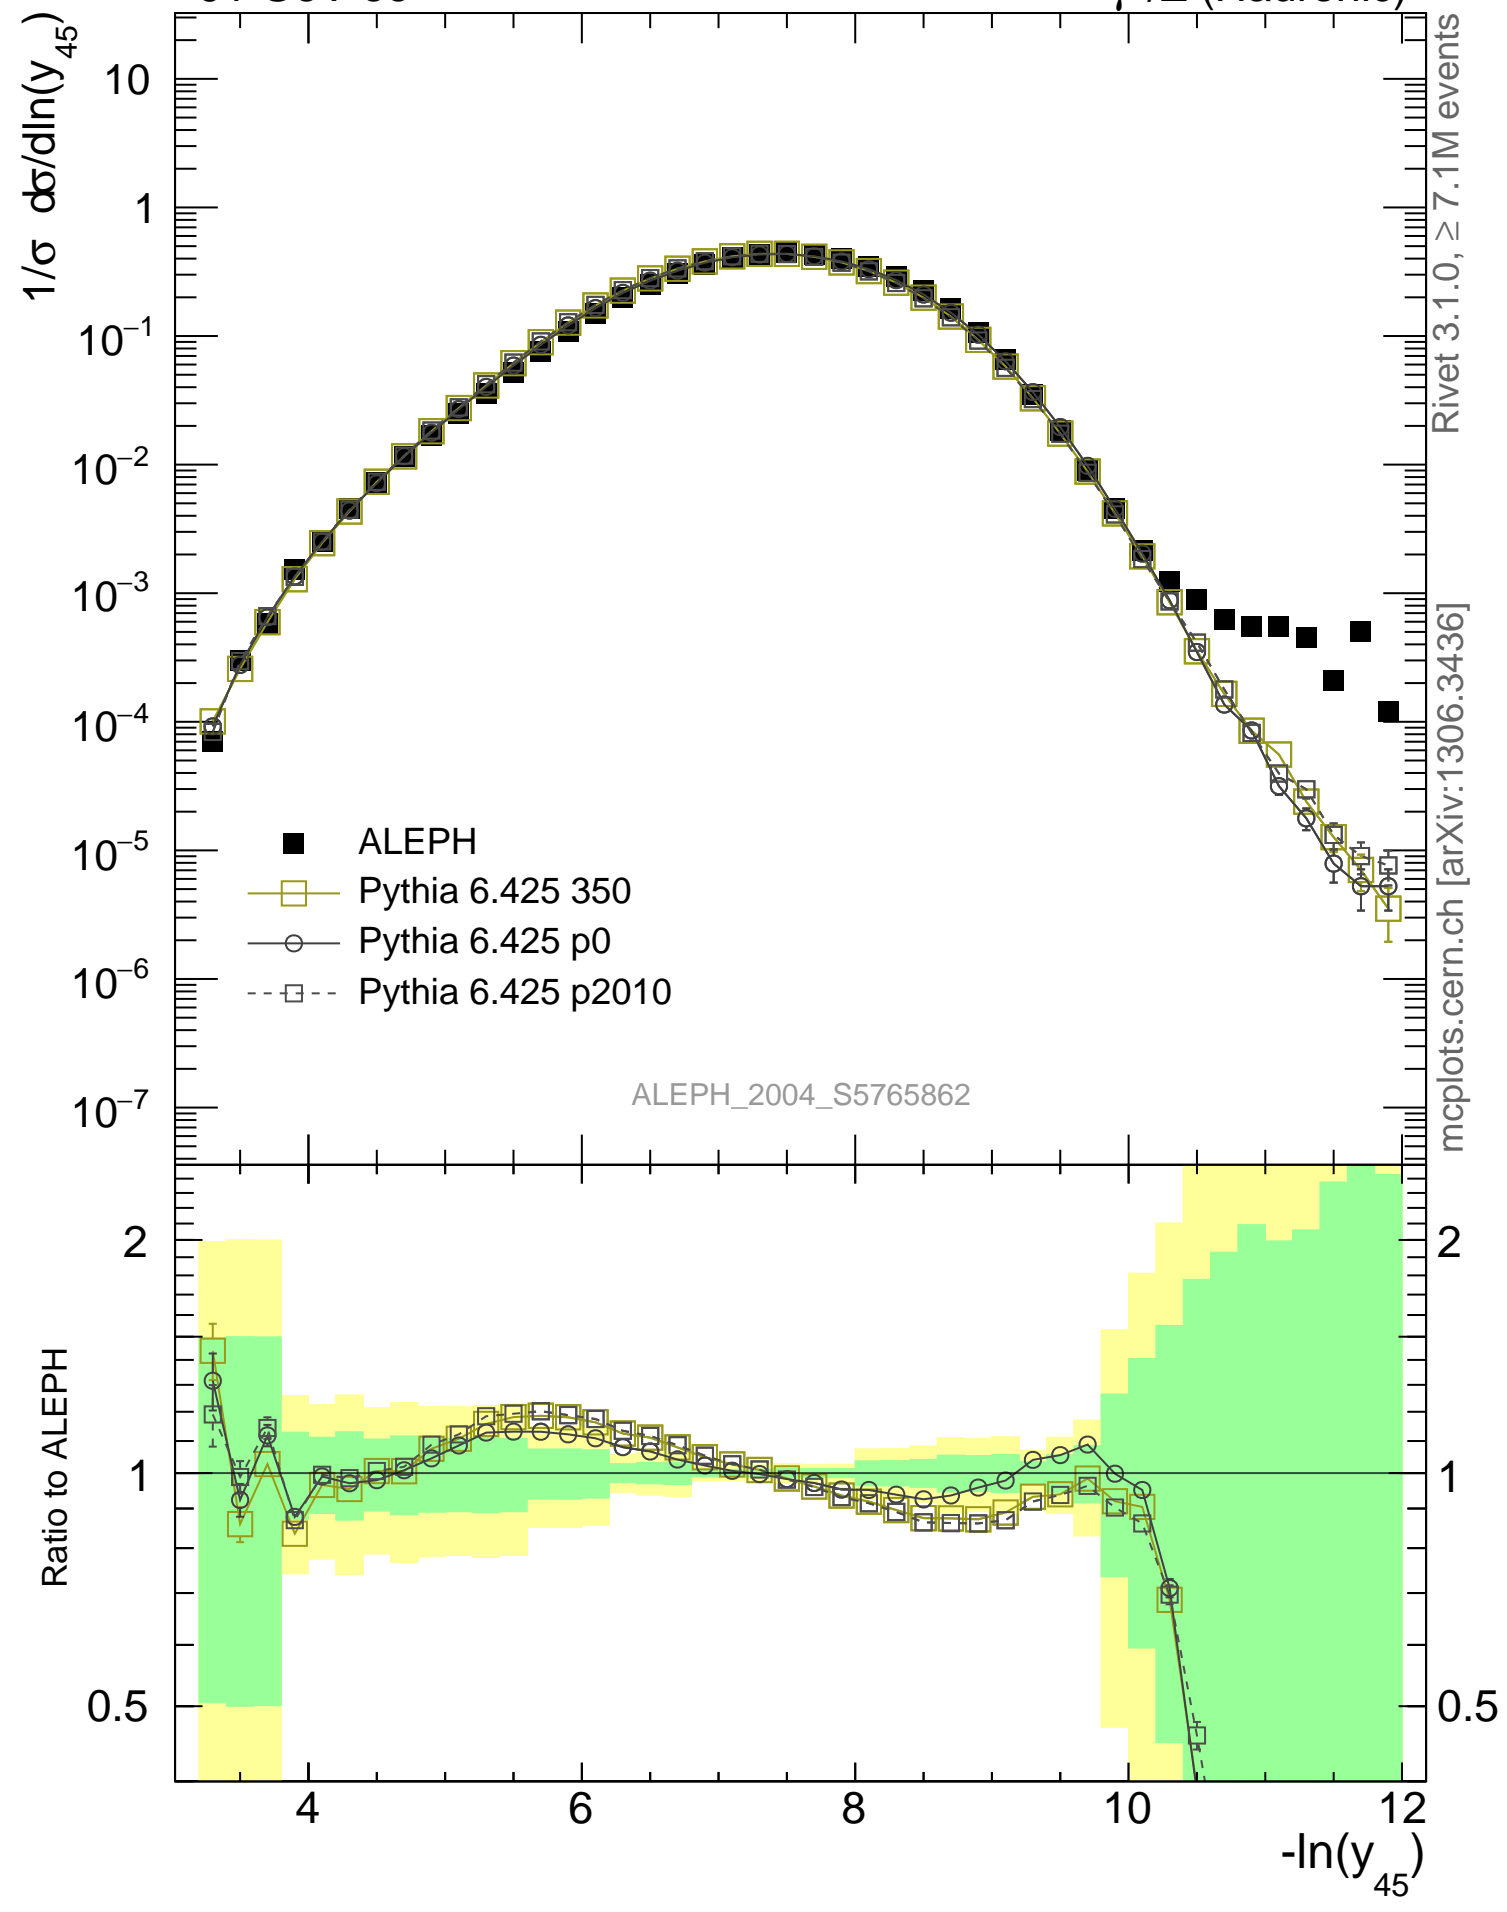 1/σ dσ/dln(y45)
10
1
10−1
10−2
10−3
10−4
10−5
10−6
10−7
ALEPH
Pythia 6.425 350
Pythia 6.425 p0
Pythia 6.425 p2010
ALEPH_2004_S5765862
Rivet 3.1.0, ≥ 7.1M events
mcplots.cern.ch [arXiv:1306.3436]
Ratio to ALEPH
2
1
0.5
2
1
0.5
4
6
8
10
12
-ln(y45)